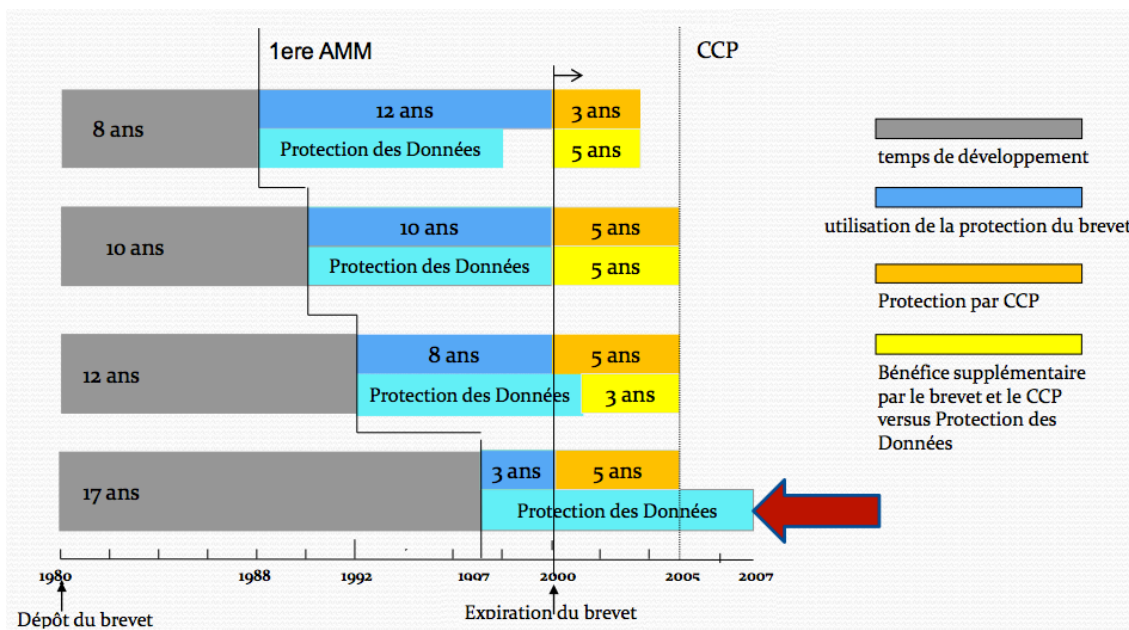 1ere AMM
CCP
12 ans
3 ans
8 ans
Protection des Données
5 ans
10 ans
5 ans
10 ans
Protection des Données
5 ans
8 ans
5 ans
12 ans
Protection des Données
3 ans
3 ans
5 ans
17 ans
Protection des Données
1980
1988
1992
1997
2000
2005
2007
Dépôt du brevet
Expiration du brevet
temps de développement
utilisation de la protection du brevet
Protection par CCP
Bénéfice supplémentaire
par le brevet et le CCP
versus Protection des
Données